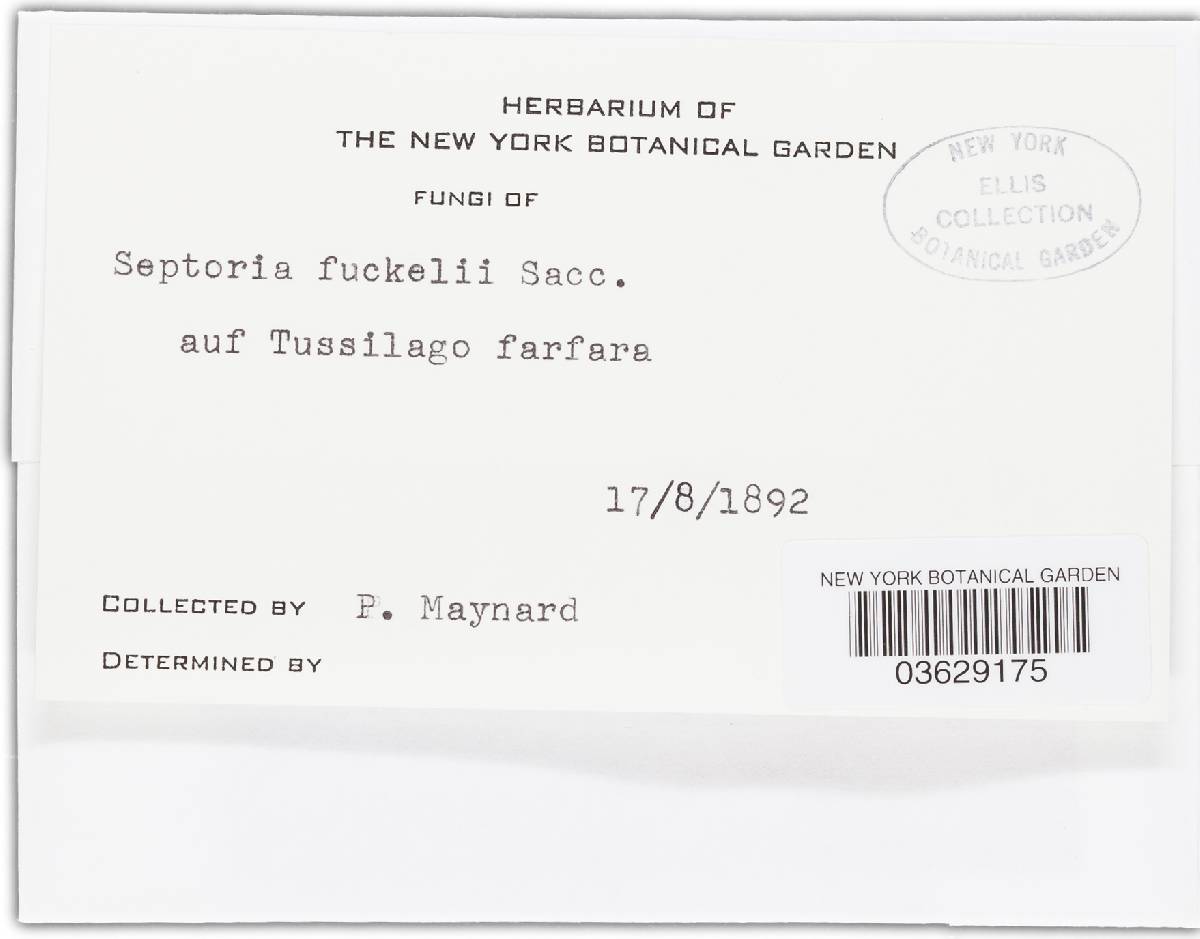 HERBARIUM OF
THE NEW YORK BOTANICAL GARDEN
FUNGI OF
NEW YORK
ELLIS
COLLECTION
BOTANICAL GARDEN
Septoria fuckelii Sacc.
auf Tussilago farfara
17/8/1892
COLLECTED BY P. Maynard
DETERMINED BY
NEW YORK BOTANICAL GARDEN
03629175